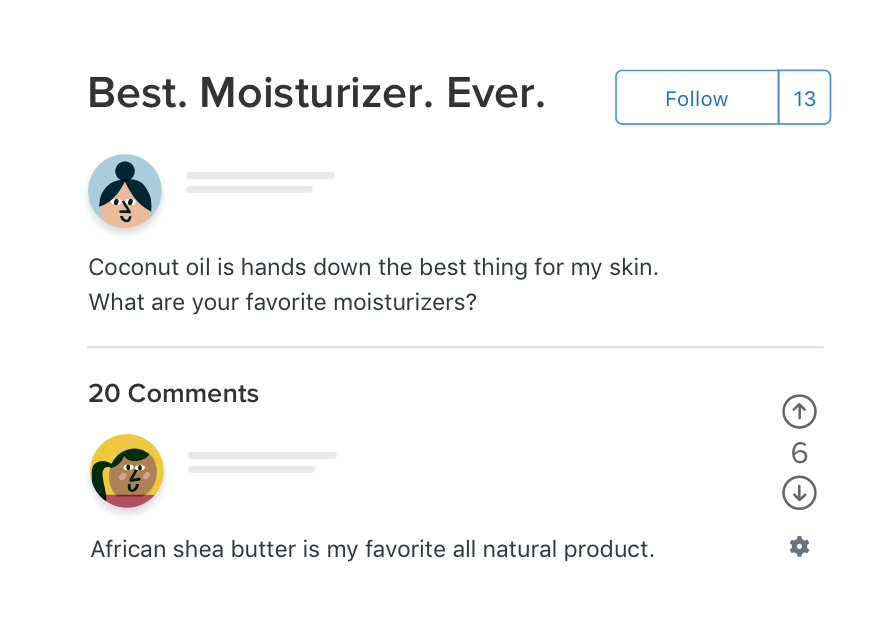 Best. Moisturizer. Ever.
Follow 13
Coconut oil is hands down the best thing for my skin.
What are your favorite moisturizers?
20 Comments
6
African shea butter is my favorite all natural product.